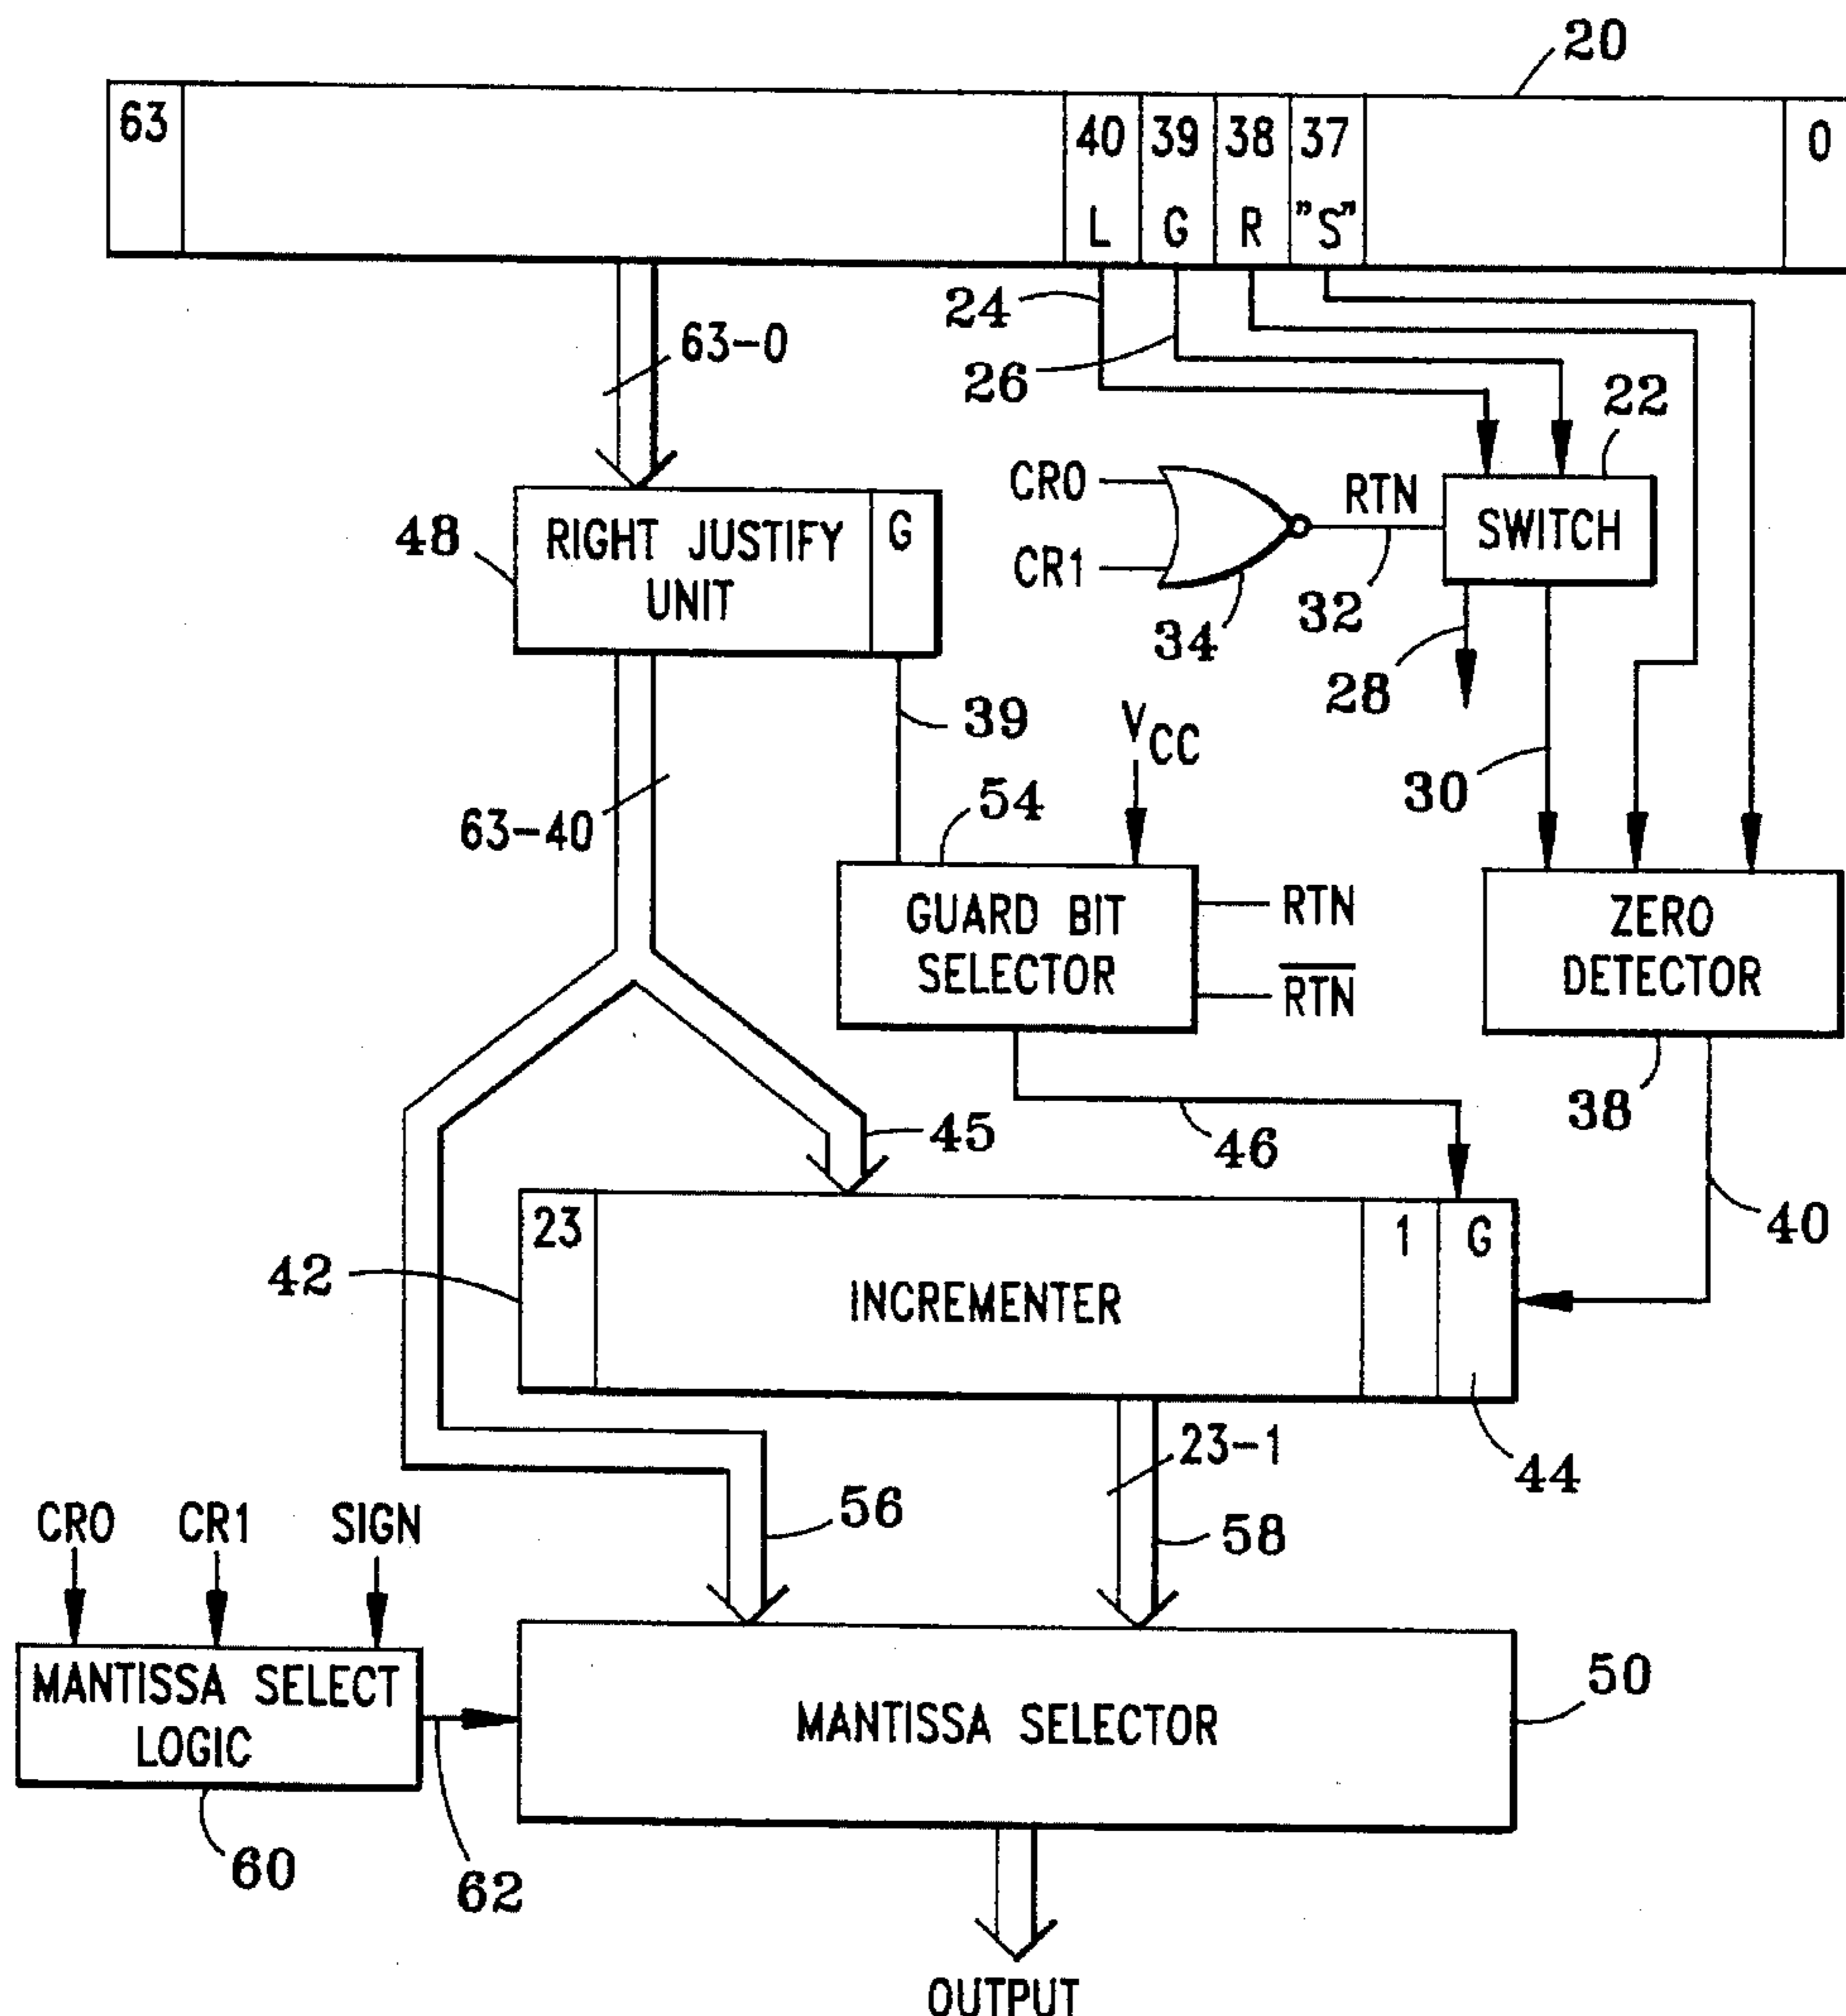 20
63 40 39 38 37 0
L G R "S"
24
63-0
26
22
CR0
RTN
SWITCH
RIGHT JUSTIFY
UNIT
G
48
CR1
32
34
28
39
VCC
30
54
63-40
GUARD BIT
SELECTOR
RTN
RTN
ZERO
DETECTOR
38
45
46
40
23 1 G
42
INCREMENTER
23-1
44
CR0 CR1 SIGN
56
58
MANTISSA SELECT
LOGIC
50
MANTISSA SELECTOR
60
62
OUTPUT